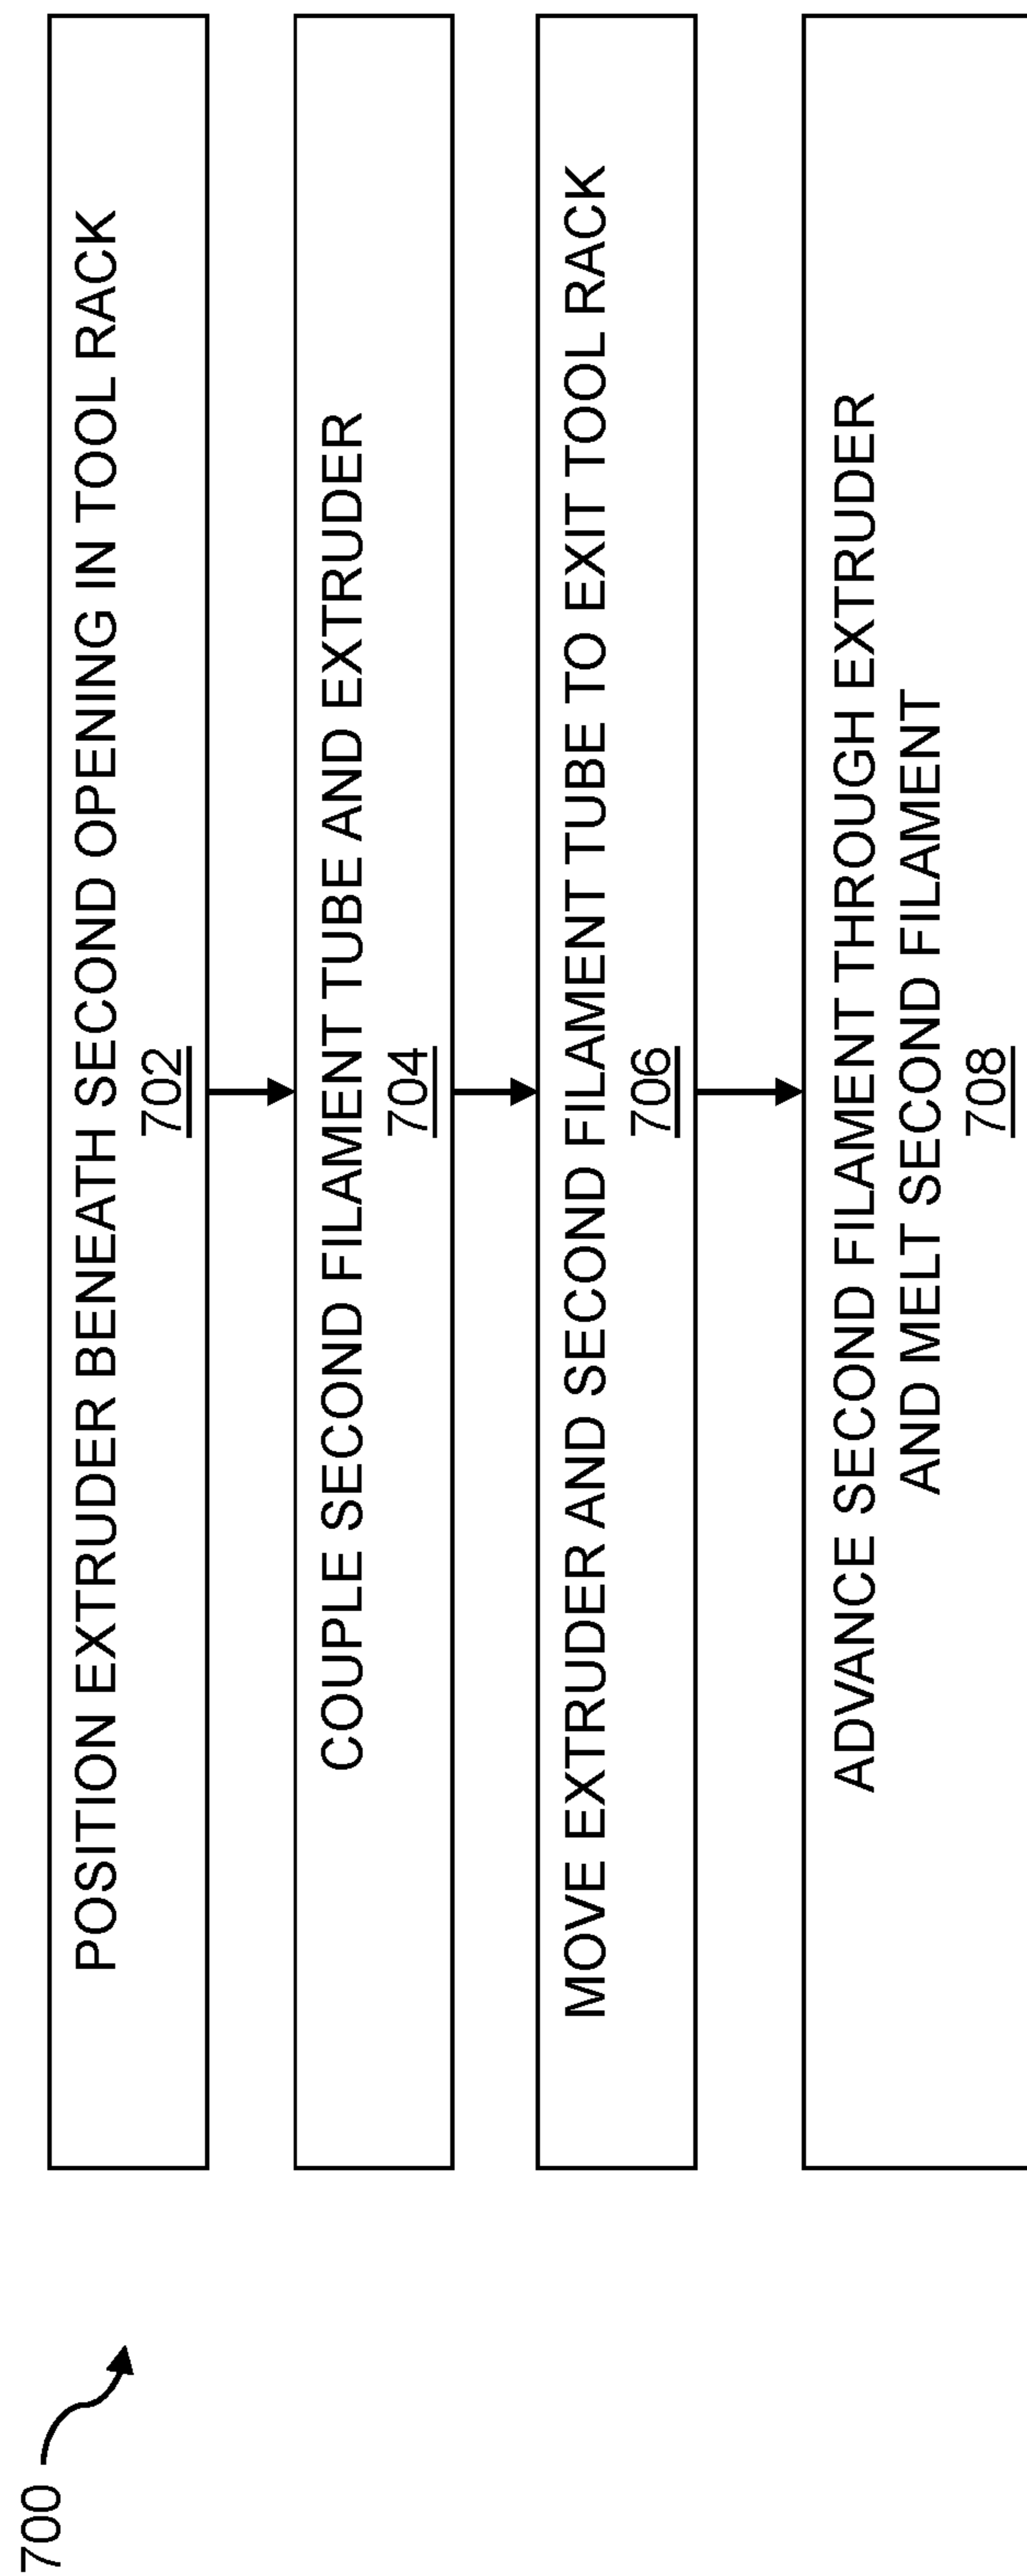 700
POSITION EXTRUDER BENEATH SECOND OPENING IN TOOL RACK
702
COUPLE SECOND FILAMENT TUBE AND EXTRUDER
704
MOVE EXTRUDER AND SECOND FILAMENT TUBE TO EXIT TOOL RACK
706
ADVANCE SECOND FILAMENT THROUGH EXTRUDER
AND MELT SECOND FILAMENT
708